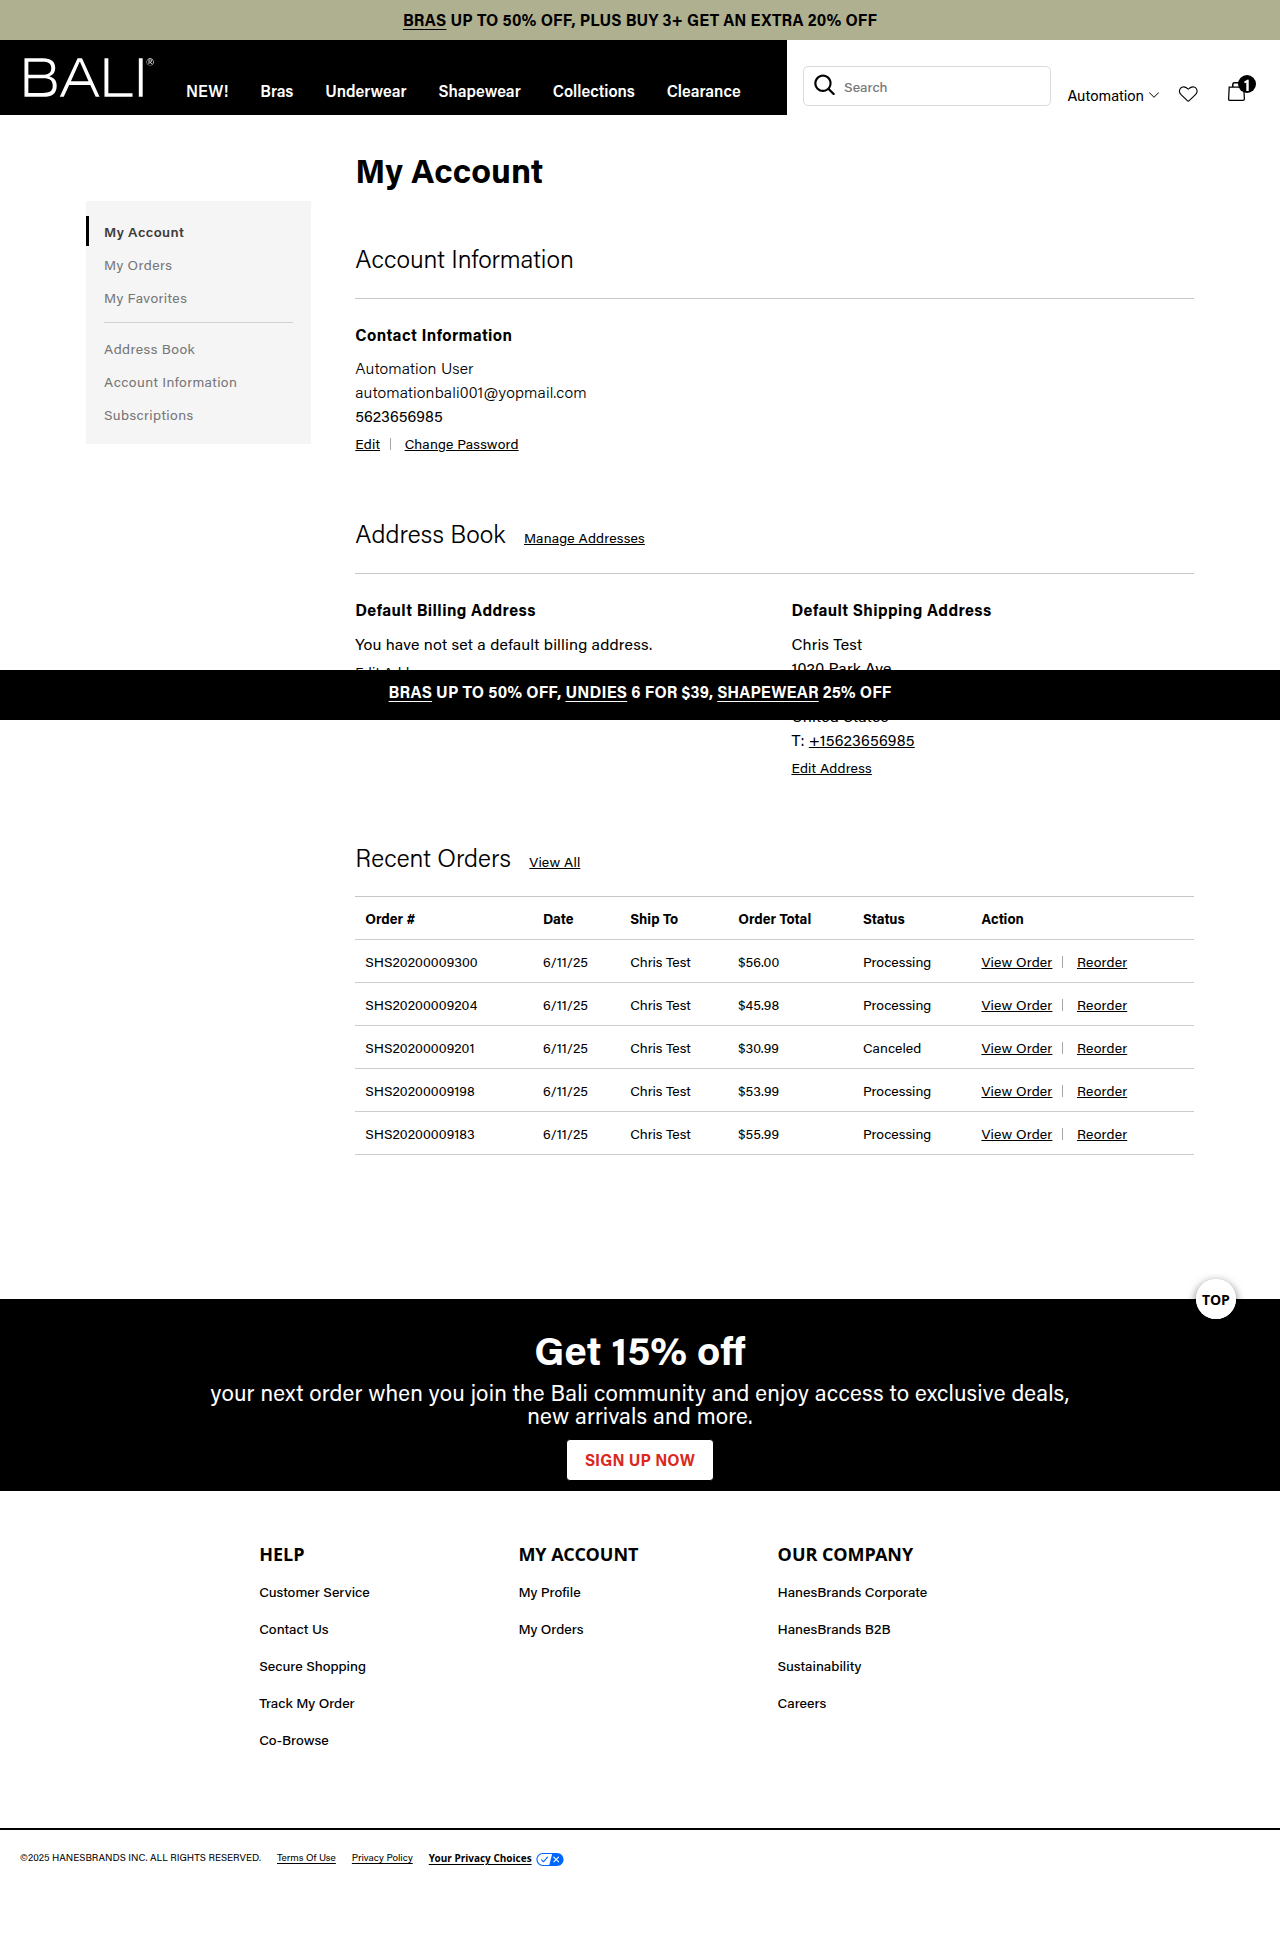 BRAS UP TO 50% OFF, PLUS BUY 3+ GET AN EXTRA 20% OFF
BALI®
NEW! Bras Underwear Shapewear Collections Clearance
Search
Automation
1
My Account
My Account
My Orders
My Favorites
Address Book
Account Information
Subscriptions
Account Information
Contact Information
Automation User
automationbali001@yopmail.com
5623656985
Edit Change Password
Address Book Manage Addresses
Default Billing Address
You have not set a default billing address.
Default Shipping Address
Chris Test
1020 Park Ave
BRAS UP TO 50% OFF, UNDIES 6 FOR $39, SHAPEWEAR 25% OFF
United States
T: +15623656985
Edit Address
Recent Orders View All
Order # Date Ship To Order Total Status Action
SHS20200009300 6/11/25 Chris Test $56.00 Processing View Order Reorder
SHS20200009204 6/11/25 Chris Test $45.98 Processing View Order Reorder
SHS20200009201 6/11/25 Chris Test $30.99 Canceled View Order Reorder
SHS20200009198 6/11/25 Chris Test $53.99 Processing View Order Reorder
SHS20200009183 6/11/25 Chris Test $55.99 Processing View Order Reorder
TOP
Get 15% off
your next order when you join the Bali community and enjoy access to exclusive deals,
new arrivals and more.
SIGN UP NOW
HELP
Customer Service
Contact Us
Secure Shopping
Track My Order
Co-Browse
MY ACCOUNT
My Profile
My Orders
OUR COMPANY
HanesBrands Corporate
HanesBrands B2B
Sustainability
Careers
©2025 HANESBRANDS INC. ALL RIGHTS RESERVED. Terms Of Use Privacy Policy Your Privacy Choices